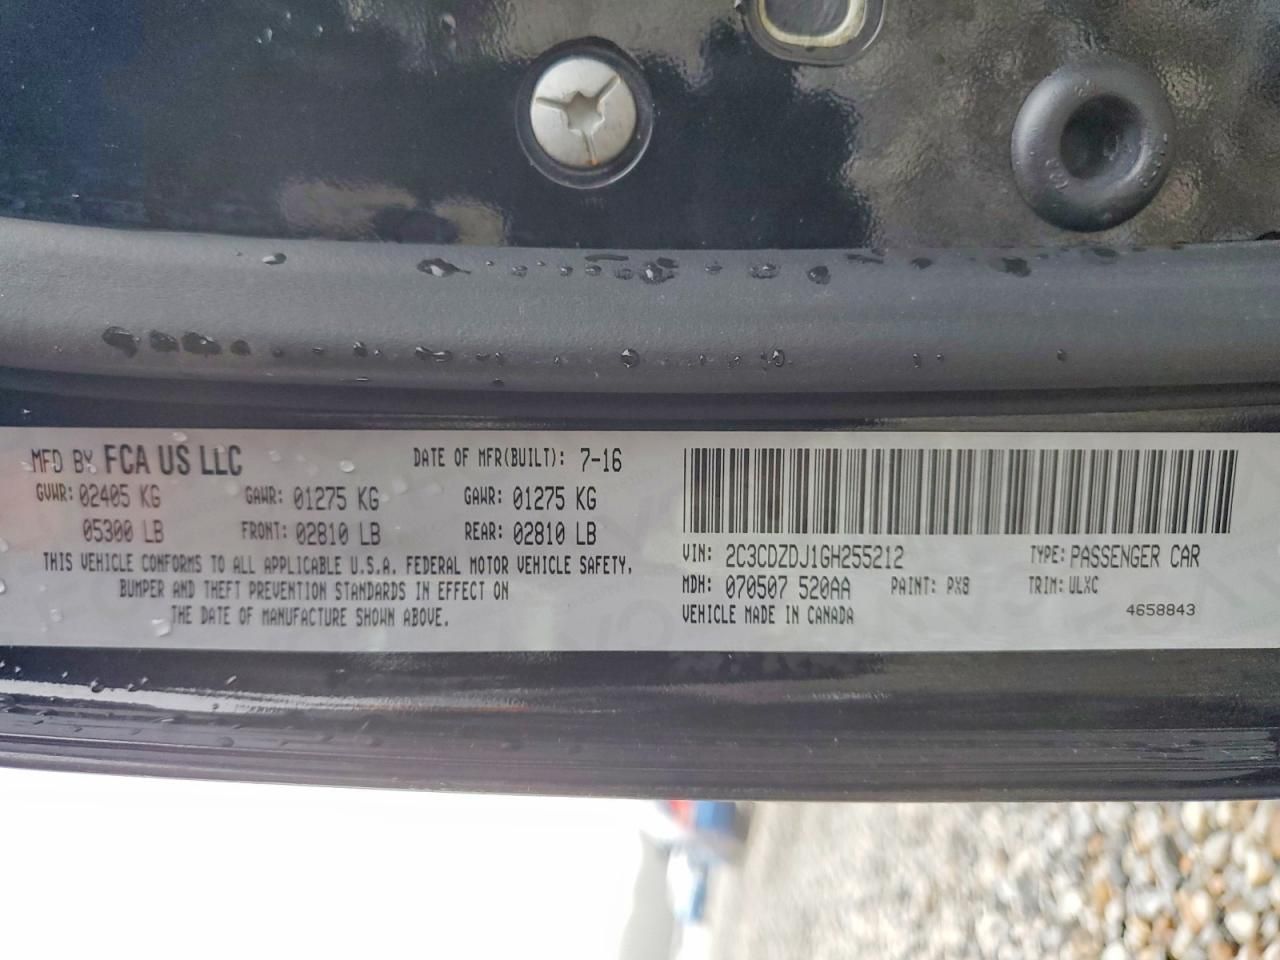 MFD BY FCA US LLC DATE OF MFR(BUILT): 7-16
GVWR: 02405 KG GAWR: 01275 KG GAWR: 01275 KG
05300 LB FRONT: 02810 LB REAR: 02810 LB
THIS VEHICLE CONFORMS TO ALL APPLICABLE U.S.A. FEDERAL MOTOR VEHICLE SAFETY,
BUMPER AND THEFT PREVENTION STANDARDS IN EFFECT ON
THE DATE OF MANUFACTURE SHOWN ABOVE.
VIN: 2C3CDZDJ1GH255212 TYPE: PASSENGER CAR
MDH: 070507 520AA PAINT: PX8 TRIM: ULXC
VEHICLE MADE IN CANADA 4658843